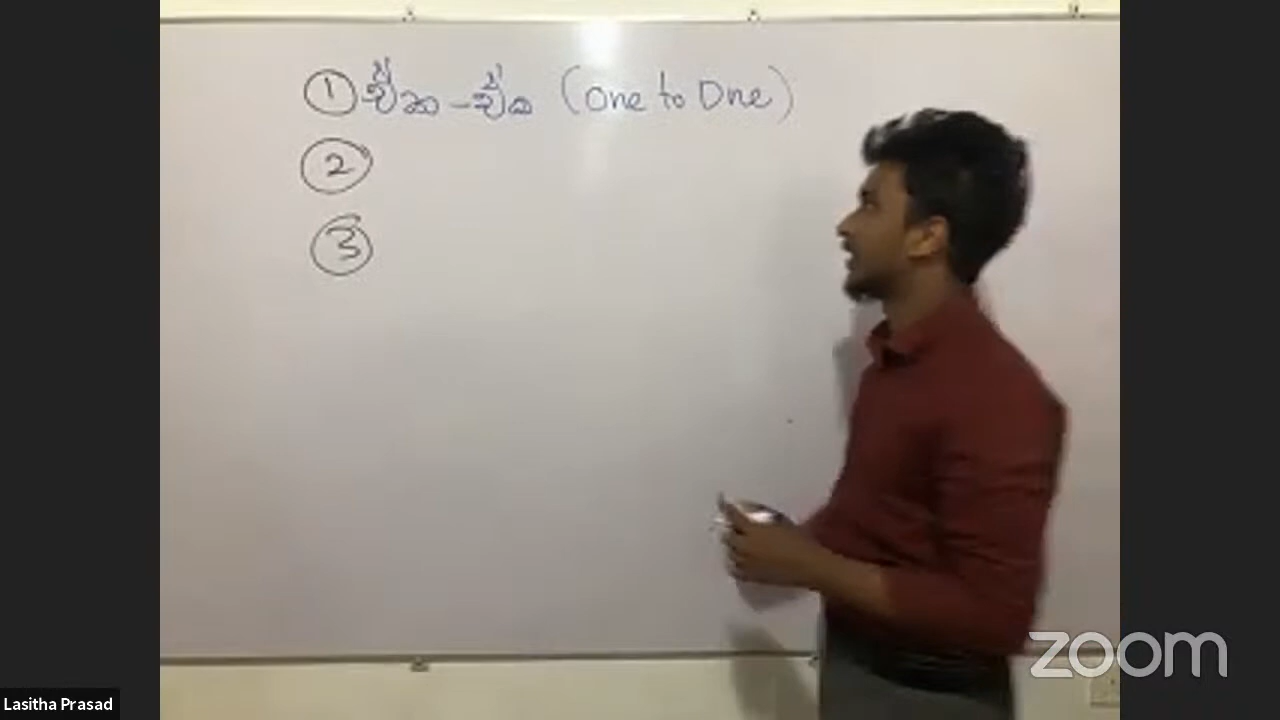 ① ඒක - ඒක (One to One)
②
③
zoom
Lasitha Prasad